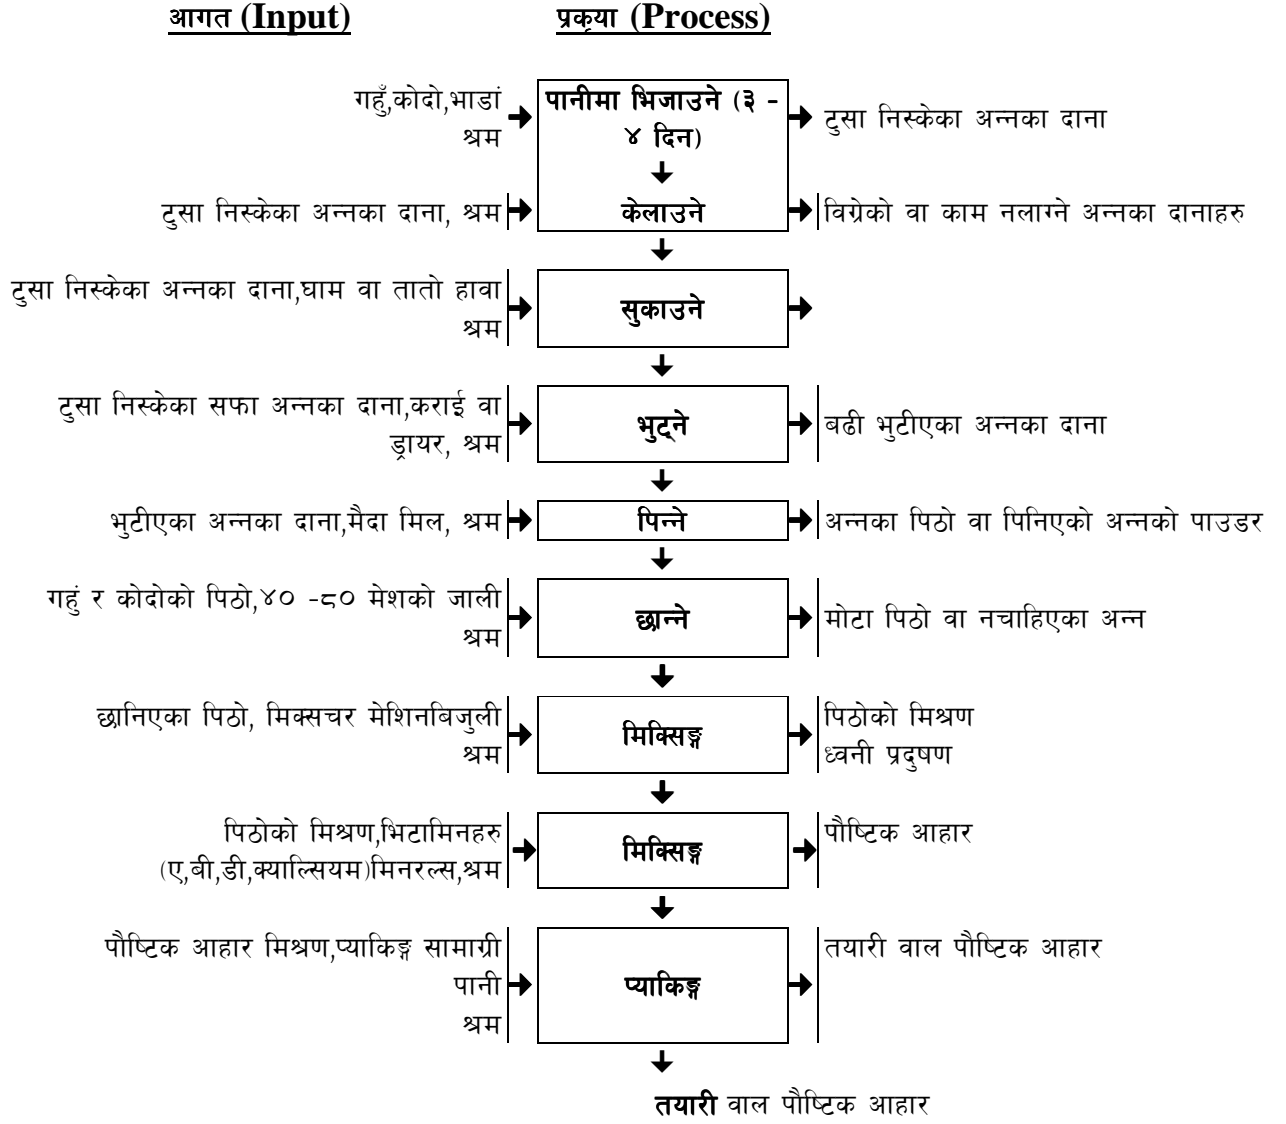 आगत (Input) प्रकृया (Process)
गहुँ,कोदो,भाडां
श्रम
पानीमा भिजाउने (३ -
४ दिन)
टुसा निस्केका अन्नका दाना
टुसा निस्केका अन्नका दाना, श्रम
केलाउने
विग्रेको वा काम नलाग्ने अन्नका दानाहरु
टुसा निस्केका अन्नका दाना,घाम वा तातो हावा
श्रम
सुकाउने
टुसा निस्केका सफा अन्नका दाना,कराई वा
ड्रायर, श्रम
भुट्ने
बढी भुटीएका अन्नका दाना
भुटीएका अन्नका दाना,मैदा मिल, श्रम
पिन्ने
अन्नका पिठो वा पिनिएको अन्नको पाउडर
गहुं र कोदोको पिठो,४० -८० मेशको जाली
श्रम
छान्ने
मोटा पिठो वा नचाहिएका अन्न
छानिएका पिठो, मिक्सचर मेशिनबिजुली
श्रम
मिक्सिङ्ग
पिठोको मिश्रण
ध्वनी प्रदुषण
पिठोको मिश्रण,भिटामिनहरु
(ए,बी,डी,क्याल्सियम)मिनरल्स,श्रम
मिक्सिङ्ग
पौष्टिक आहार
पौष्टिक आहार मिश्रण,प्याकिङ्ग सामाग्री
पानी
श्रम
प्याकिङ्ग
तयारी वाल पौष्टिक आहार
तयारी वाल पौष्टिक आहार